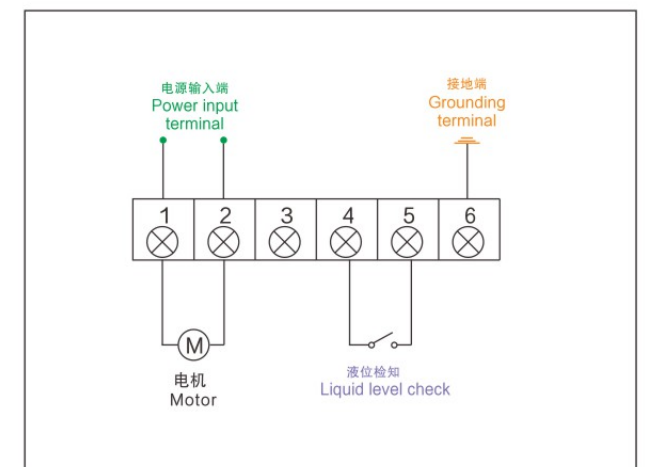 电源输入端
Power input
terminal
接地端
Grounding
terminal
1 2 3 4 5 6
M
电机
Motor
液位检知
Liquid level check